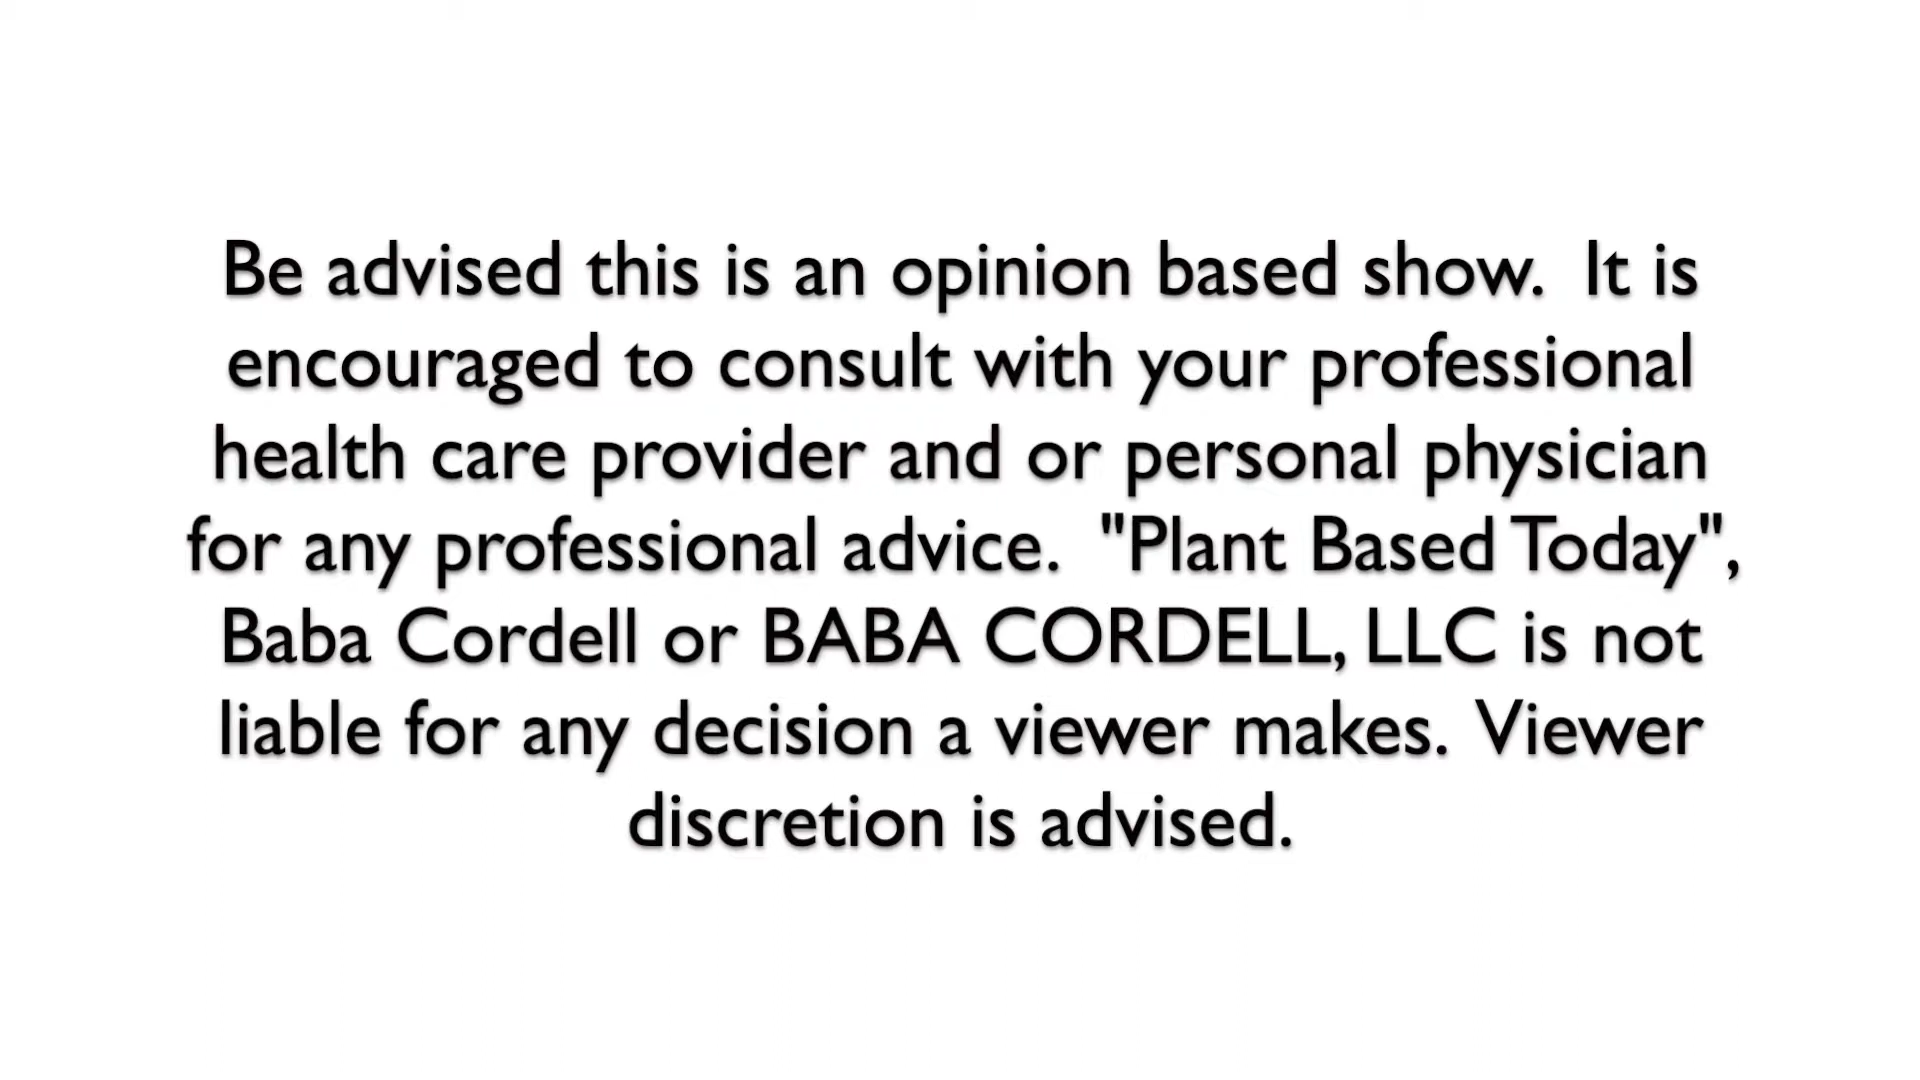 Be advised this is an opinion based show.  It is
encouraged to consult with your professional
health care provider and or personal physician
for any professional advice.  "Plant Based Today",
Baba Cordell or BABA CORDELL, LLC is not
liable for any decision a viewer makes. Viewer
discretion is advised.